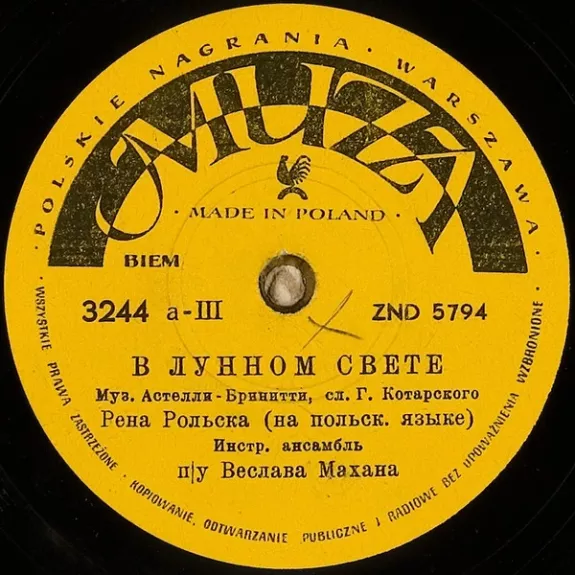 · POLSKIE NAGRANIA · WARSZAWA ·
MUZA
· MADE IN POLAND ·
BIEM
3244 a-III
ZND 5794
В ЛУННОМ СВЕТЕ
Муз. Астелли-Бринитти, сл. Г. Котарского
Рена Рольска (на польск. языке)
Инстр. ансамбль
п/у Веслава Махана
· WSZYSTKIE PRAWA ZASTRZEŻONE · KOPIOWANIE, ODTWARZANIE PUBLICZNE I RADIOWE BEZ UPOWAŻNIENIA WZBRONIONE ·